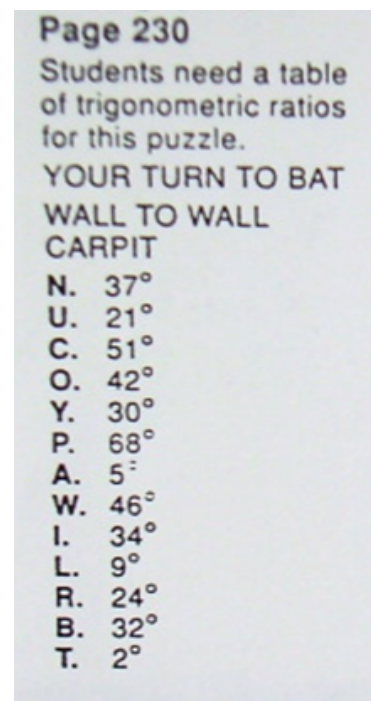 Page 230
Students need a table
of trigonometric ratios
for this puzzle.
YOUR TURN TO BAT
WALL TO WALL
CARPIT
N. 37°
U. 21°
C. 51°
O. 42°
Y. 30°
P. 68°
A. 5°
W. 46°
I. 34°
L. 9°
R. 24°
B. 32°
T. 2°